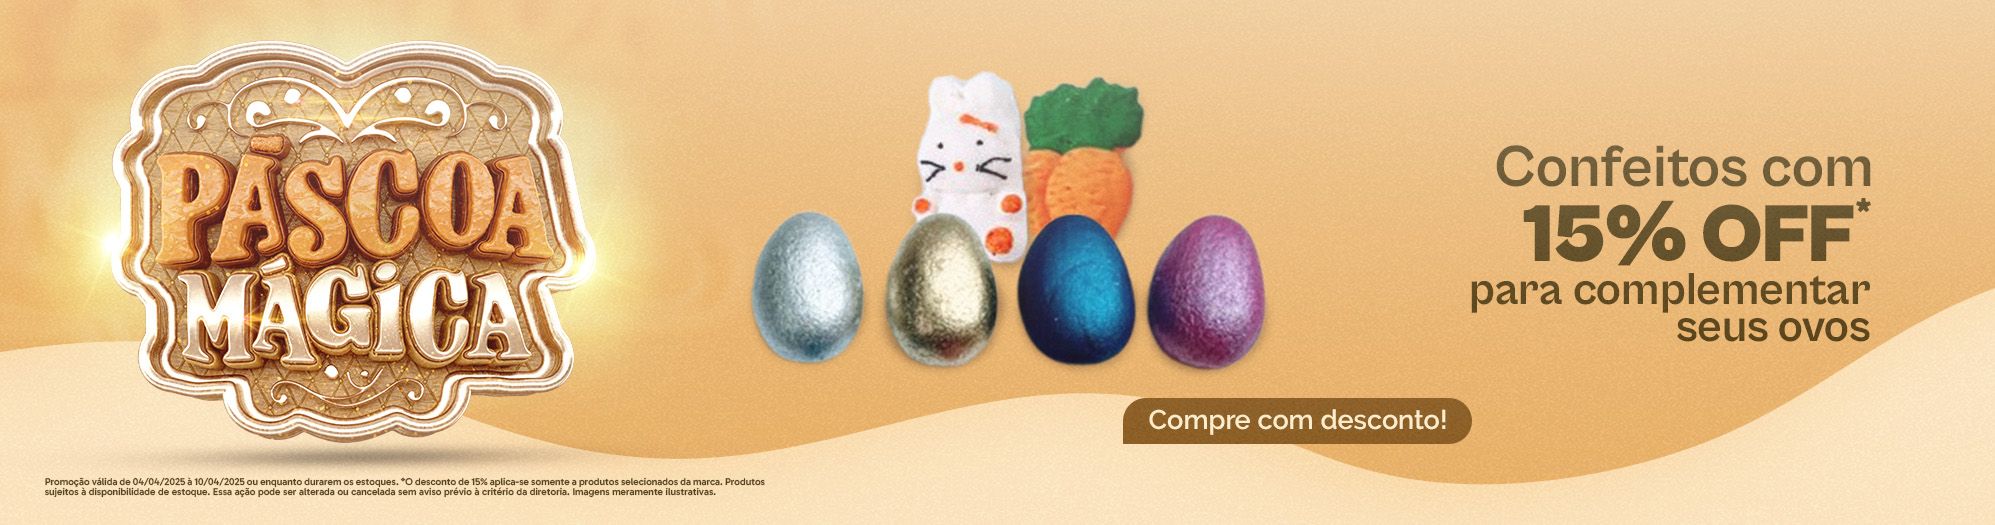 PÁSCOA
MÁGICA
Confeitos com
15% OFF*
para complementar
seus ovos
Compre com desconto!
Promoção válida de 04/04/2025 à 10/04/2025 ou enquanto durarem os estoques. *O desconto de 15% aplica-se somente a produtos selecionados da marca. Produtos
sujeitos à disponibilidade de estoque. Essa ação pode ser alterada ou cancelada sem aviso prévio à critério da diretoria. Imagens meramente ilustrativas.